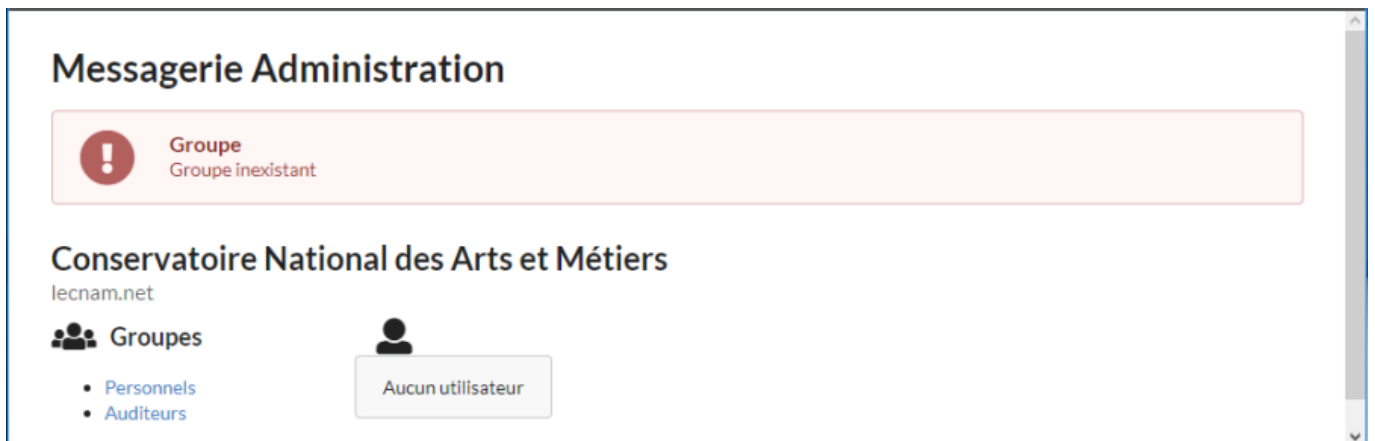 Messagerie Administration
Groupe
Groupe inexistant
Conservatoire National des Arts et Métiers
lecnam.net
Groupes
Personnels
Auditeurs
Aucun utilisateur